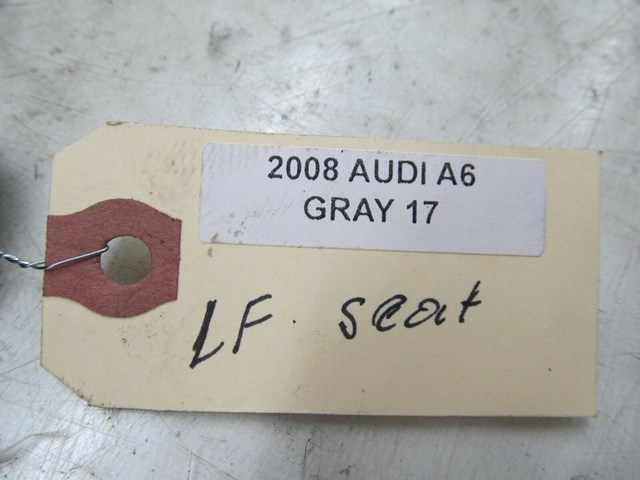 2008 AUDI A6
GRAY 17
LF. seat